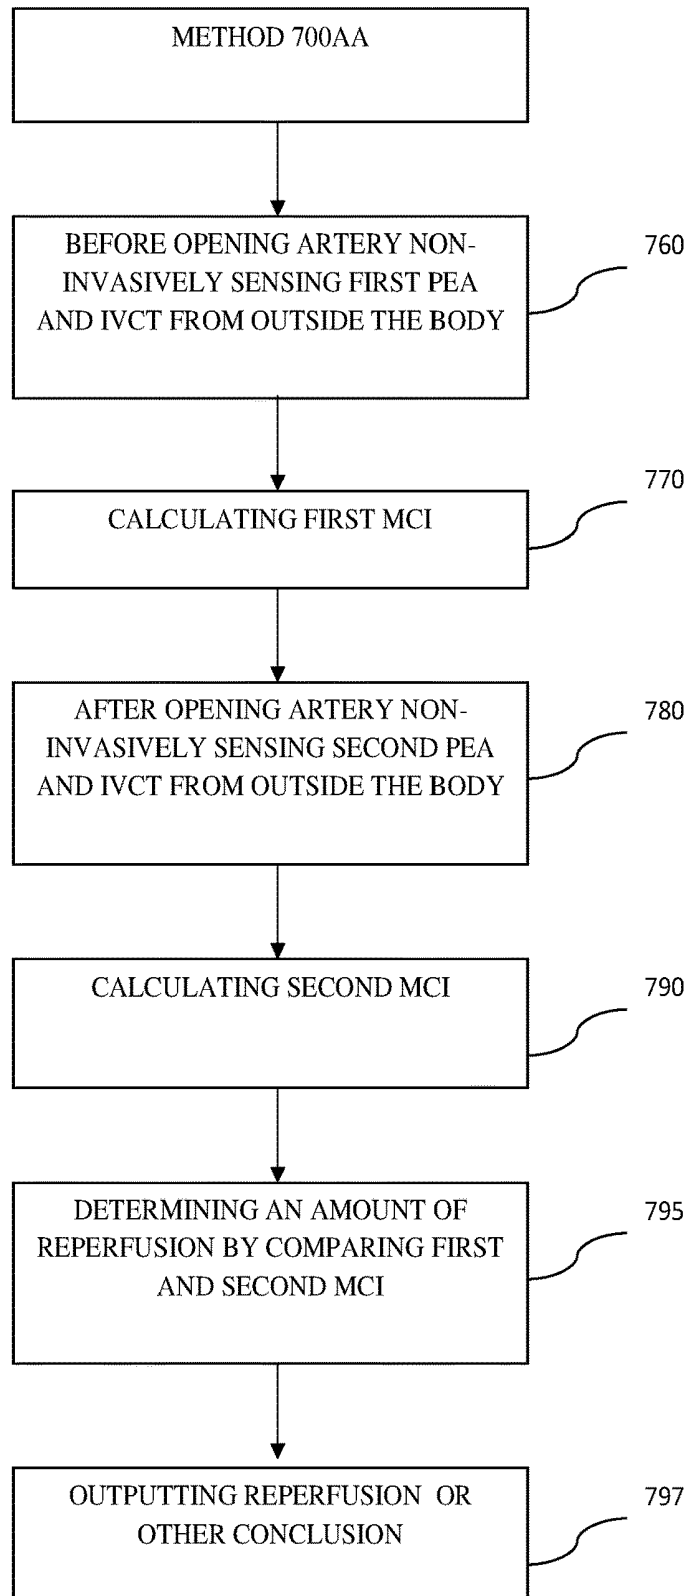 METHOD 700AA
BEFORE OPENING ARTERY NON-
INVASIVELY SENSING FIRST PEA
AND IVCT FROM OUTSIDE THE BODY
760
CALCULATING FIRST MCI
770
AFTER OPENING ARTERY NON-
INVASIVELY SENSING SECOND PEA
AND IVCT FROM OUTSIDE THE BODY
780
CALCULATING SECOND MCI
790
DETERMINING AN AMOUNT OF
REPERFUSION BY COMPARING FIRST
AND SECOND MCI
795
OUTPUTTING REPERFUSION OR
OTHER CONCLUSION
797